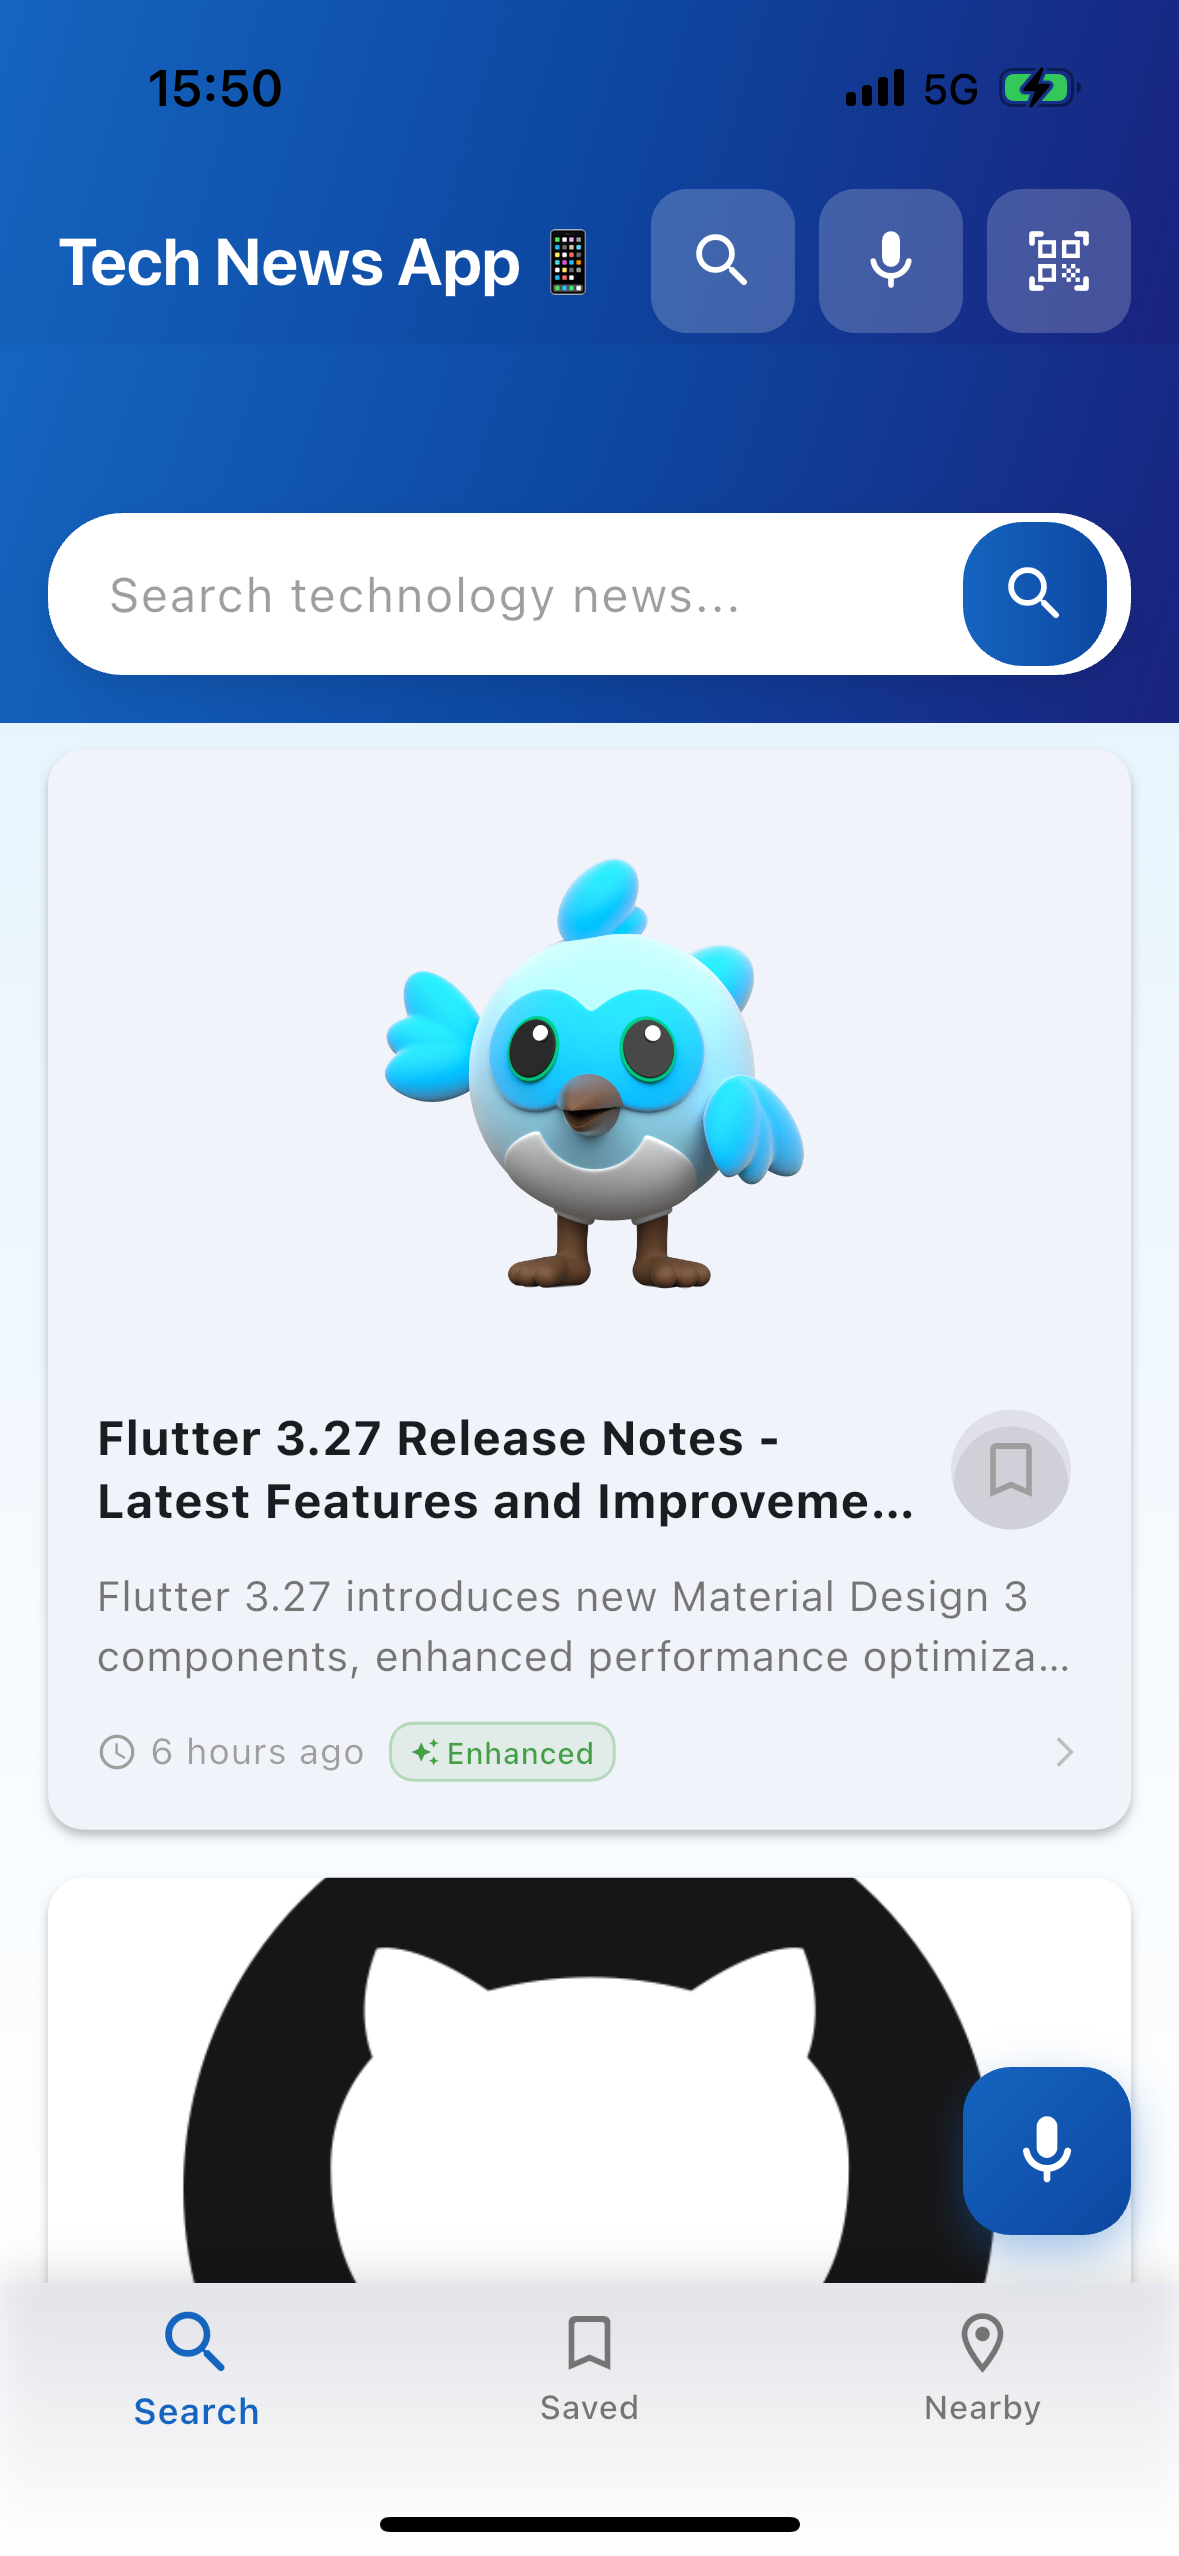 15:50
5G
Tech News App
Search technology news...
Flutter 3.27 Release Notes -
Latest Features and Improveme...
Flutter 3.27 introduces new Material Design 3
components, enhanced performance optimiza...
6 hours ago
Enhanced
Search
Saved
Nearby